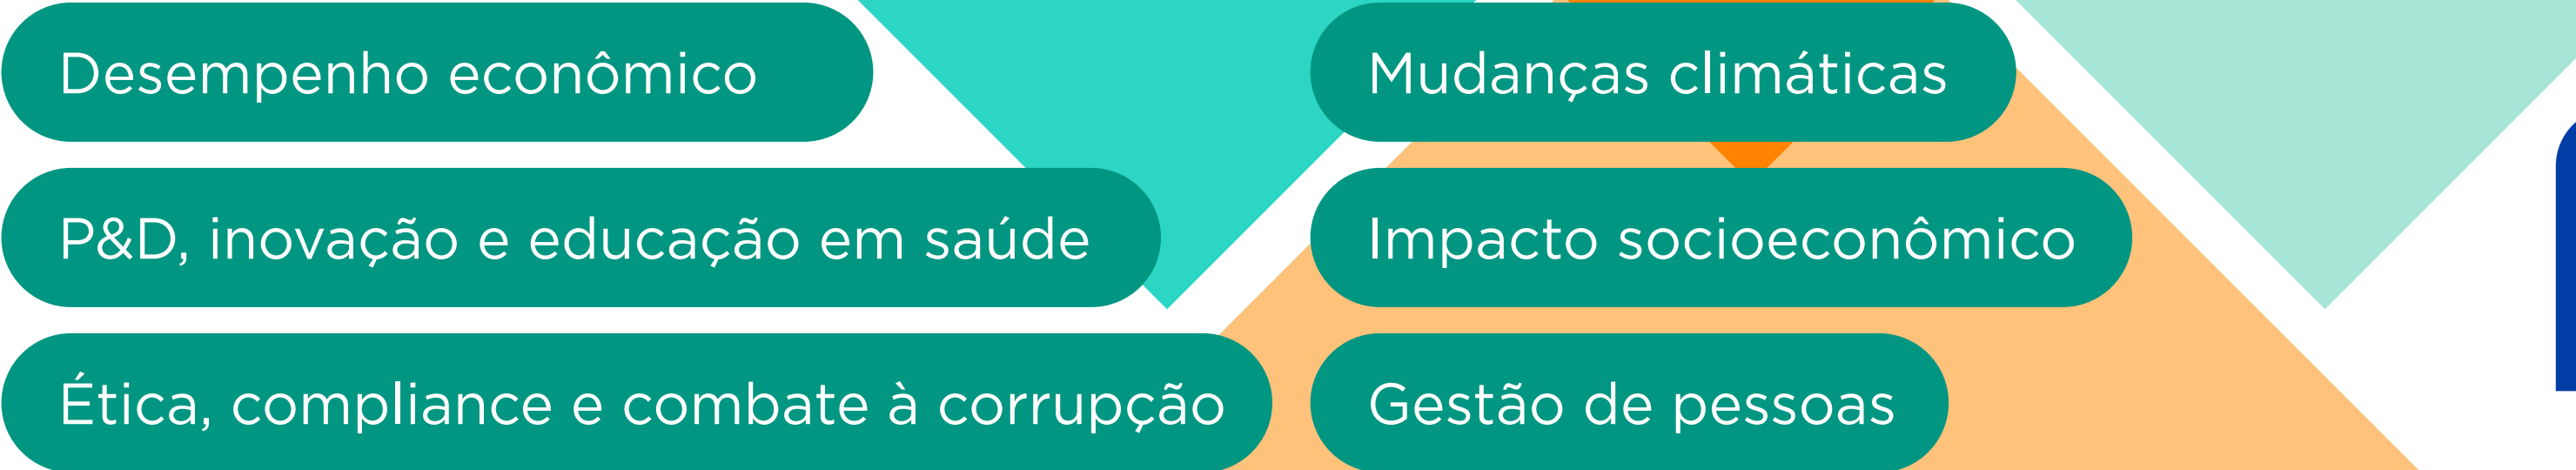 Desempenho econômico
P&D, inovação e educação em saúde
Ética, compliance e combate à corrupção
Mudanças climáticas
Impacto socioeconômico
Gestão de pessoas